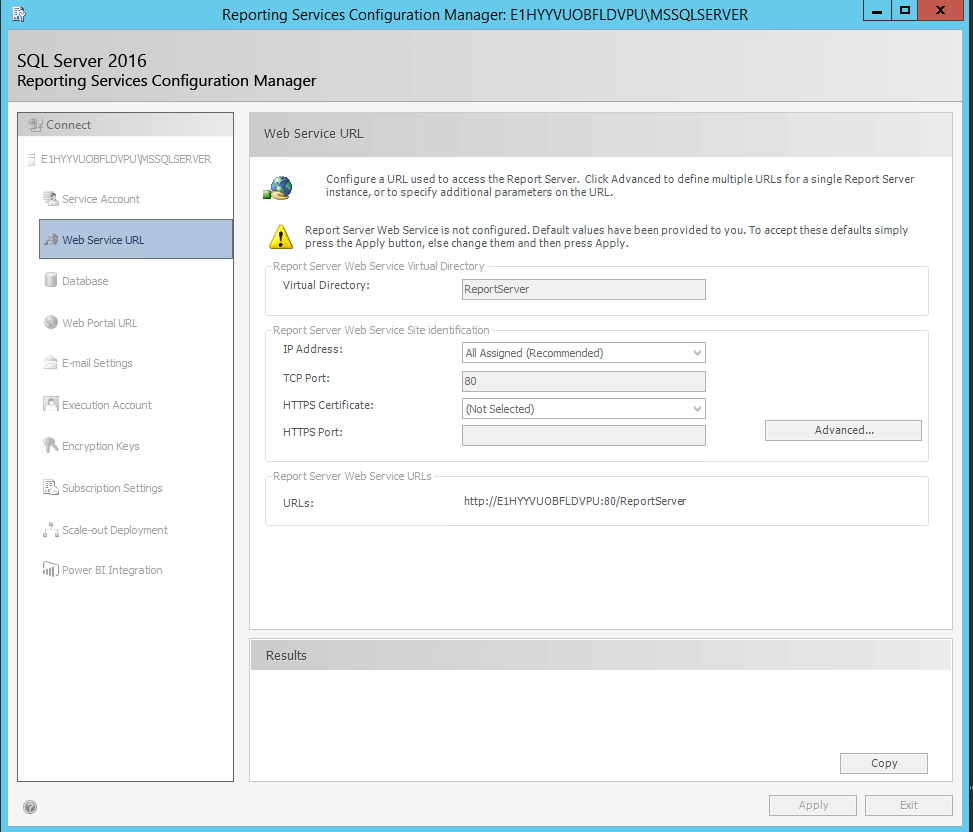 Reporting Services Configuration Manager: E1HYYVUOBFLDVPU\MSSQLSERVER
SQL Server 2016
Reporting Services Configuration Manager
Connect
E1HYYVUOBFLDVPU\MSSQLSERVER
Service Account
Web Service URL
Database
Web Portal URL
E-mail Settings
Execution Account
Encryption Keys
Subscription Settings
Scale-out Deployment
Power BI Integration
Web Service URL
Configure a URL used to access the Report Server. Click Advanced to define multiple URLs for a single Report Server
instance, or to specify additional parameters on the URL.
Report Server Web Service is not configured. Default values have been provided to you. To accept these defaults simply
press the Apply button, else change them and then press Apply.
Report Server Web Service Virtual Directory
Virtual Directory: ReportServer
Report Server Web Service Site identification
IP Address: All Assigned (Recommended)
TCP Port: 80
HTTPS Certificate: (Not Selected)
HTTPS Port:
Advanced...
Report Server Web Service URLs
URLs: http://E1HYYVUOBFLDVPU:80/ReportServer
Results
Copy
Apply Exit